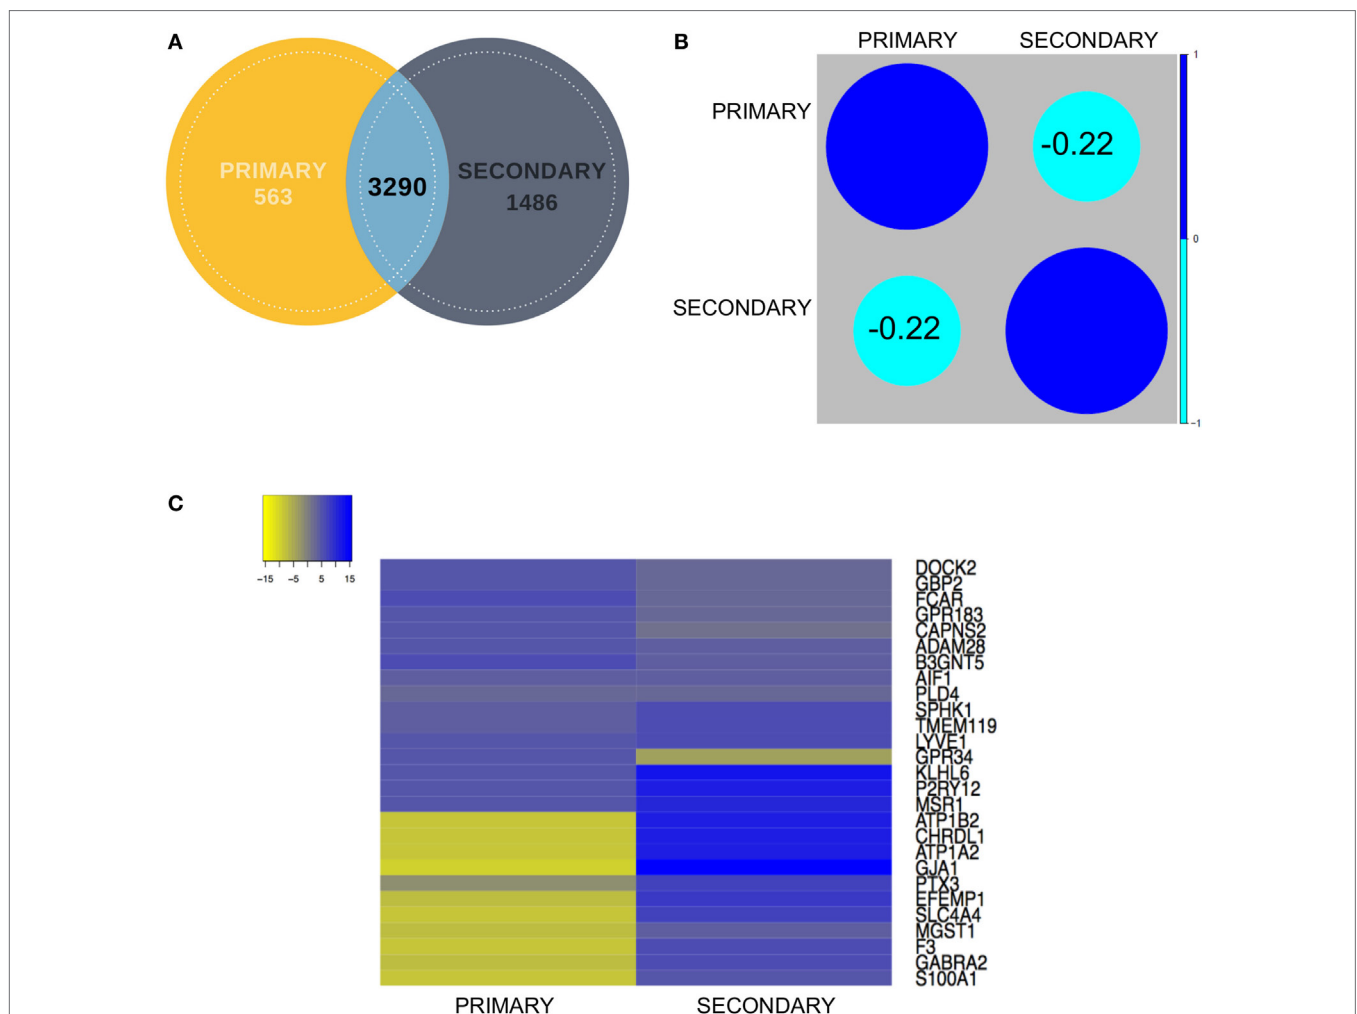 A
PRIMARY
563
3290
SECONDARY
1486
B
PRIMARY SECONDARY
PRIMARY
-0.22
SECONDARY
-0.22
1
0
-1
C
-15 -5 5 15
DOCK2
GBP2
FCAR
GPR183
CAPNS2
ADAM28
B3GNT5
AIF1
PLD4
SPHK1
TMEM119
LYVE1
GPR34
KLHL6
P2RY12
MSR1
ATP1B2
CHRDL1
ATP1A2
GJA1
PTX3
EFEMP1
SLC4A4
MGST1
F3
GABRA2
S100A1
PRIMARY SECONDARY